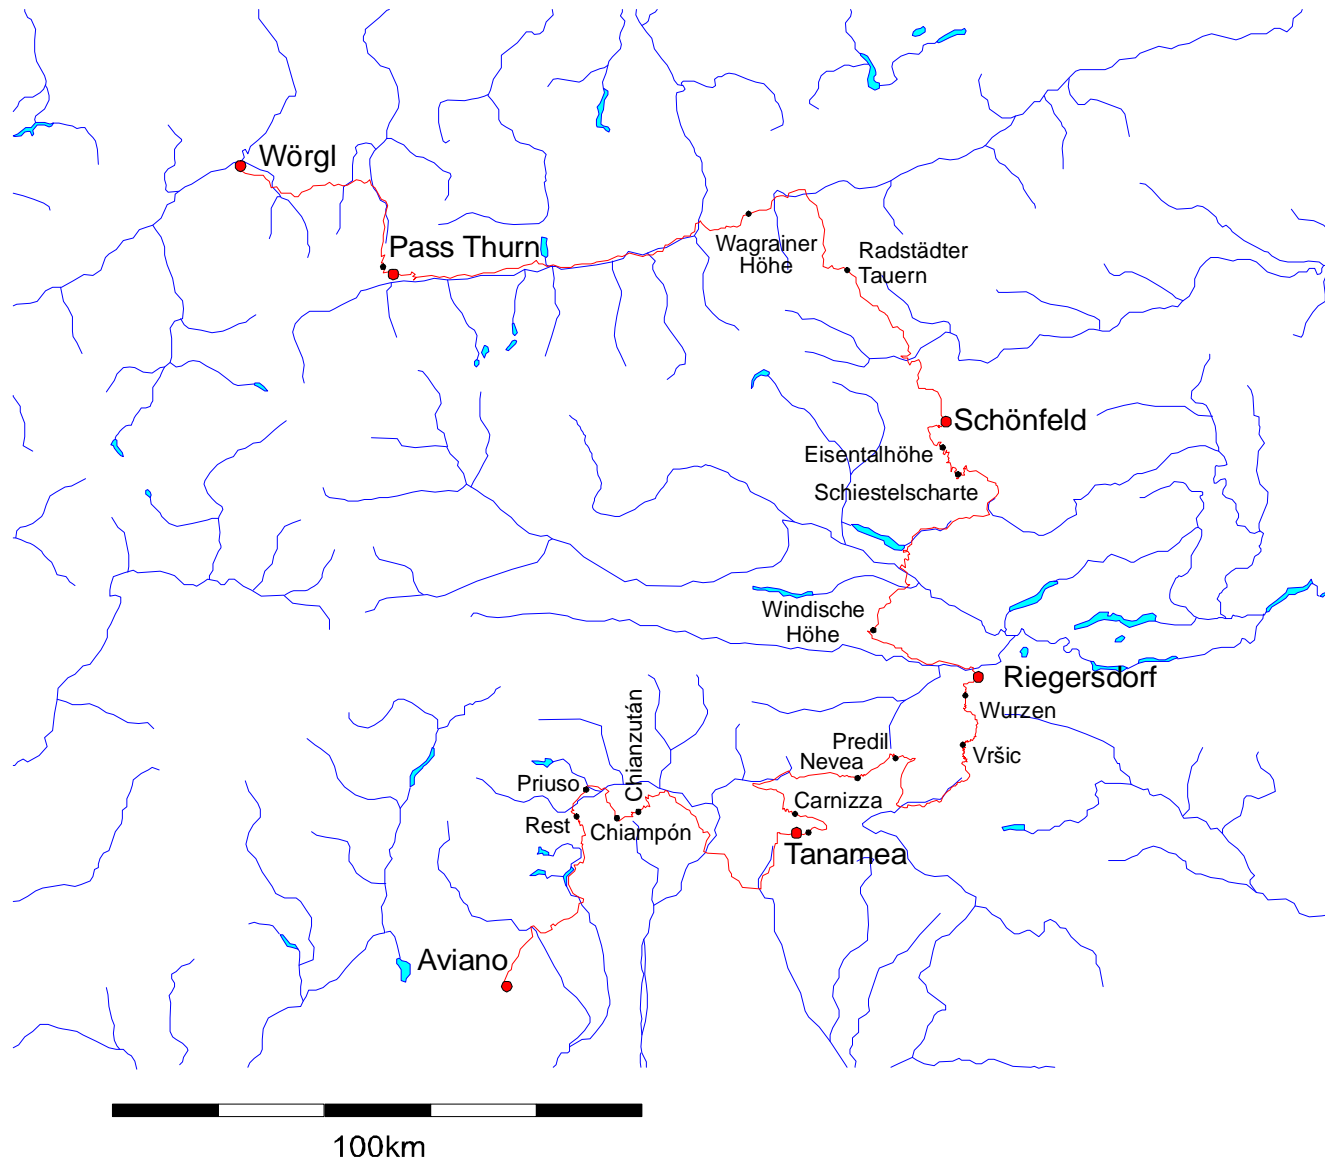 Wörgl
Pass Thurn
Wagrainer
Höhe
Radstädter
Tauern
Schönfeld
Eisentalhöhe
Schiestelscharte
Windische
Höhe
Riegersdorf
Wurzen
Vršic
Predil
Nevea
Carnizza
Tanamea
Chianzután
Priuso
Rest
Chiampón
Aviano
100km